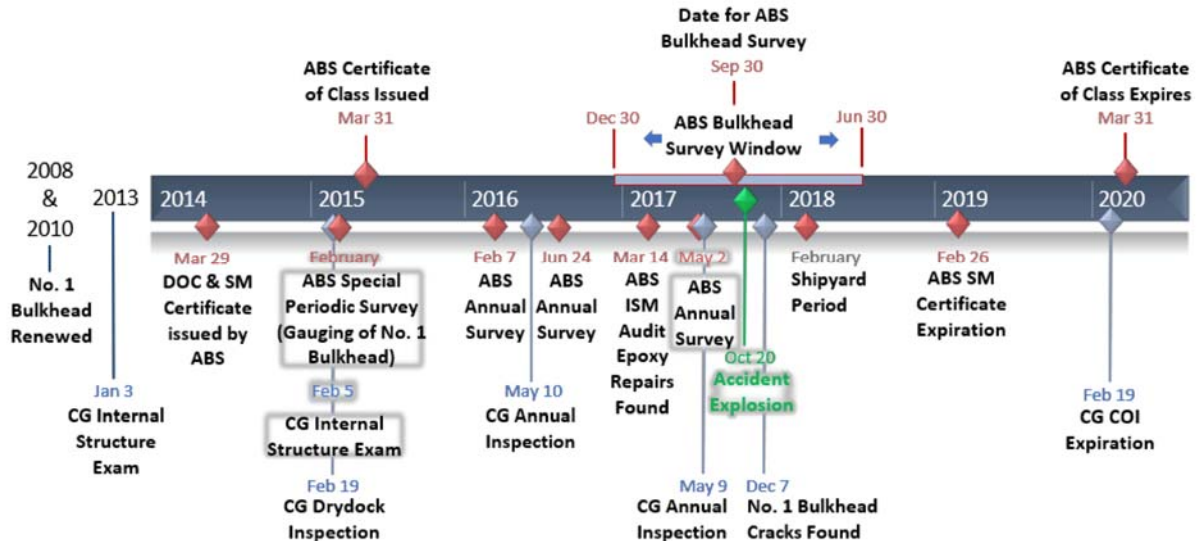 Date for ABS
Bulkhead Survey
Sep 30
ABS Certificate
of Class Issued
Mar 31
ABS Certificate
of Class Expires
Mar 31
Dec 30
ABS Bulkhead
Survey Window
Jun 30
2008
&
2010
2013
2014
2015
2016
2017
2018
2019
2020
No. 1
Bulkhead
Renewed
Jan 3
CG Internal
Structure
Exam
Mar 29
DOC & SM
Certificate
issued by
ABS
February
ABS Special
Periodic Survey
(Gauging of No. 1
Bulkhead)
Feb 5
CG Internal
Structure Exam
Feb 19
CG Drydock
Inspection
Feb 7
ABS
Annual
Survey
May 10
CG Annual
Inspection
Jun 24
ABS
Annual
Survey
Mar 14
ABS
ISM
Audit
Epoxy
Repairs
Found
May 2
ABS
Annual
Survey
May 9
CG Annual
Inspection
Oct 20
Accident
Explosion
Dec 7
No. 1 Bulkhead
Cracks Found
February
Shipyard
Period
Feb 26
ABS SM
Certificate
Expiration
Feb 19
CG COI
Expiration